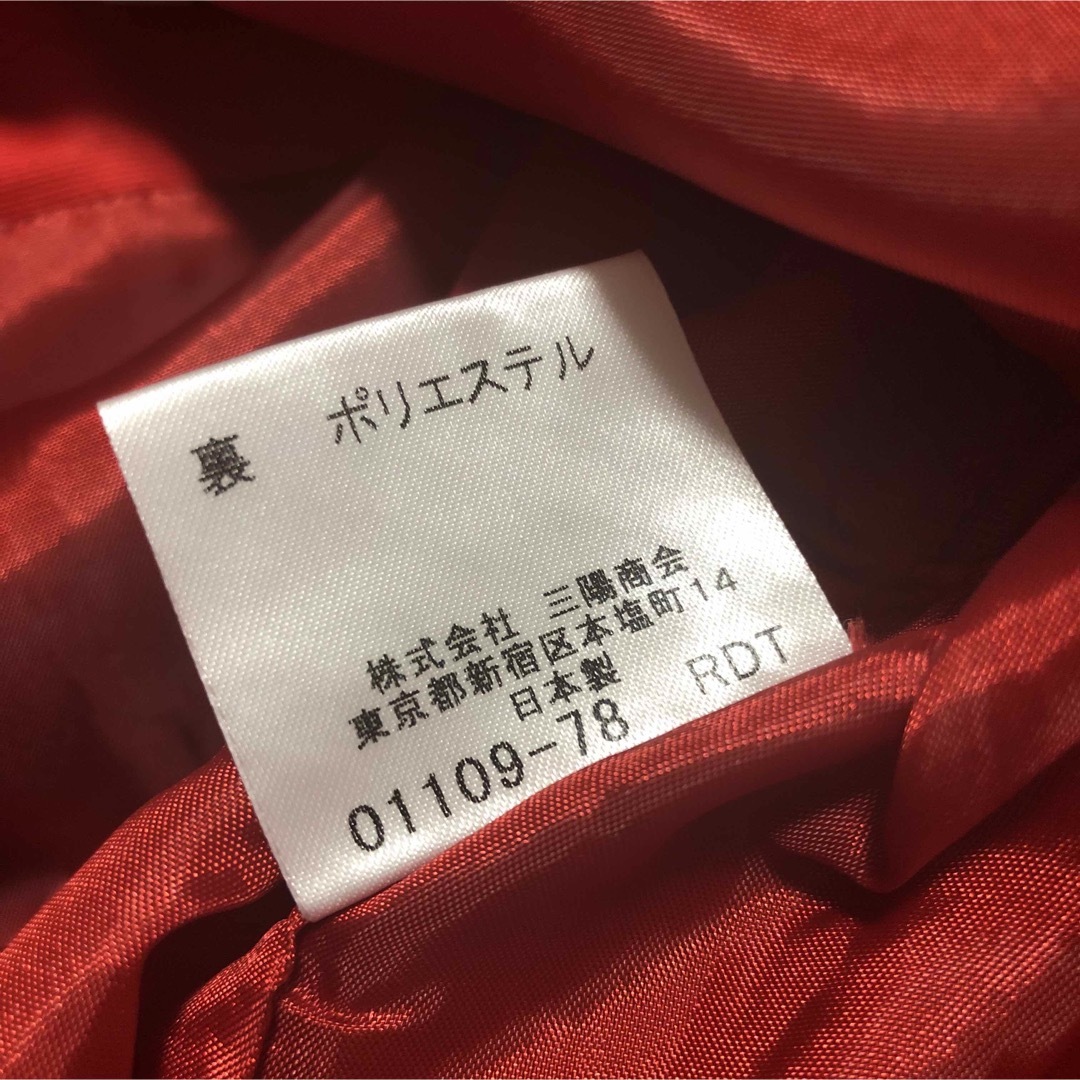 裏 ポリエステル
株式会社 三陽商会
東京都新宿区本塩町14
日本製 RDT
01109-78